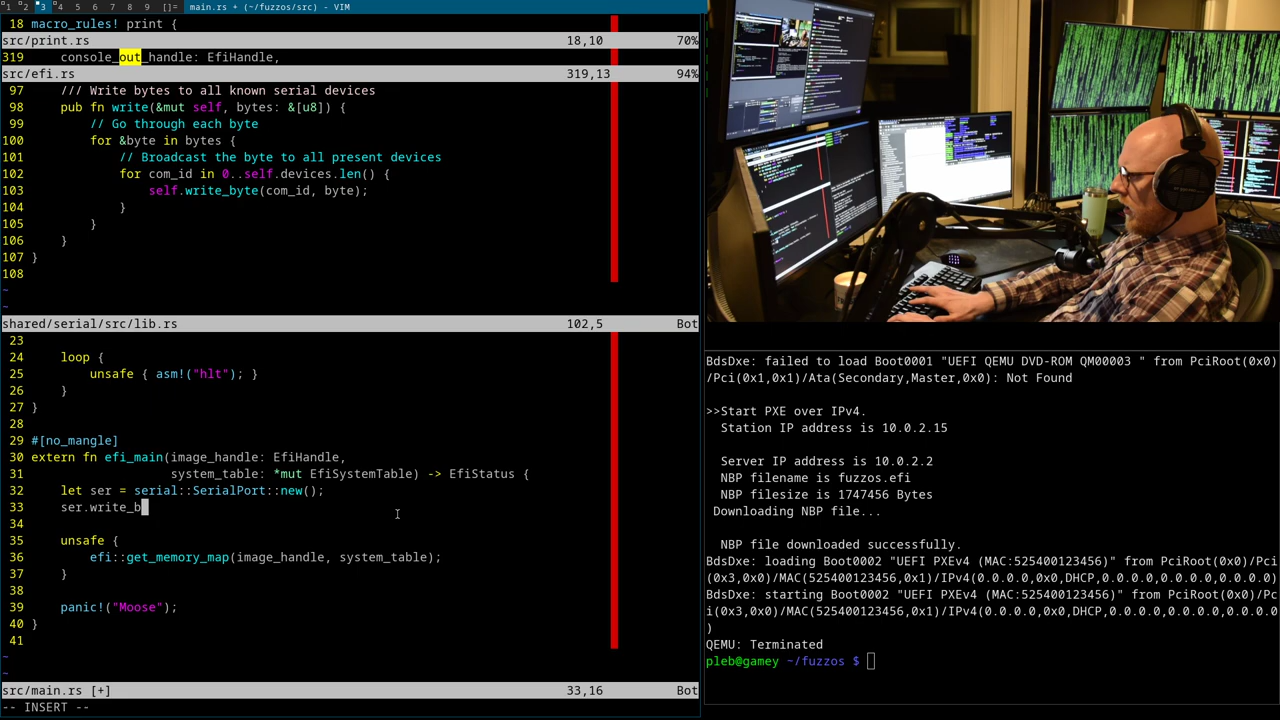 1 2 3 4 5 6 7 8 9 []= main.rs + (~/fuzzos/src) - VIM
18 macro_rules! print {
src/print.rs 18,10 70%
319     console_out_handle: EfiHandle,
src/efi.rs 319,13 94%
97     /// Write bytes to all known serial devices
98     pub fn write(&mut self, bytes: &[u8]) {
99         // Go through each byte
100         for &byte in bytes {
101             // Broadcast the byte to all present devices
102             for com_id in 0..self.devices.len() {
103                 self.write_byte(com_id, byte);
104             }
105         }
106     }
107 }
108
~
~
shared/serial/src/lib.rs 102,5 Bot
23
24     loop {
25         unsafe { asm!("hlt"); }
26     }
27 }
28
29 #[no_mangle]
30 extern fn efi_main(image_handle: EfiHandle,
31                    system_table: *mut EfiSystemTable) -> EfiStatus {
32     let ser = serial::SerialPort::new();
33     ser.write_b
34
35     unsafe {
36         efi::get_memory_map(image_handle, system_table);
37     }
38
39     panic!("Moose");
40 }
41
~
~
src/main.rs [+] 33,16 Bot
-- INSERT --
BdsDxe: failed to load Boot0001 "UEFI QEMU DVD-ROM QM00003 " from PciRoot(0x0)
/Pci(0x1,0x1)/Ata(Secondary,Master,0x0): Not Found
>>Start PXE over IPv4.
  Station IP address is 10.0.2.15
  Server IP address is 10.0.2.2
  NBP filename is fuzzos.efi
  NBP filesize is 1747456 Bytes
 Downloading NBP file...
  NBP file downloaded successfully.
BdsDxe: loading Boot0002 "UEFI PXEv4 (MAC:525400123456)" from PciRoot(0x0)/Pci
(0x3,0x0)/MAC(525400123456,0x1)/IPv4(0.0.0.0,0x0,DHCP,0.0.0.0,0.0.0.0,0.0.0.0)
BdsDxe: starting Boot0002 "UEFI PXEv4 (MAC:525400123456)" from PciRoot(0x0)/Pc
i(0x3,0x0)/MAC(525400123456,0x1)/IPv4(0.0.0.0,0x0,DHCP,0.0.0.0,0.0.0.0,0.0.0.0
)
QEMU: Terminated
pleb@gamey ~/fuzzos $